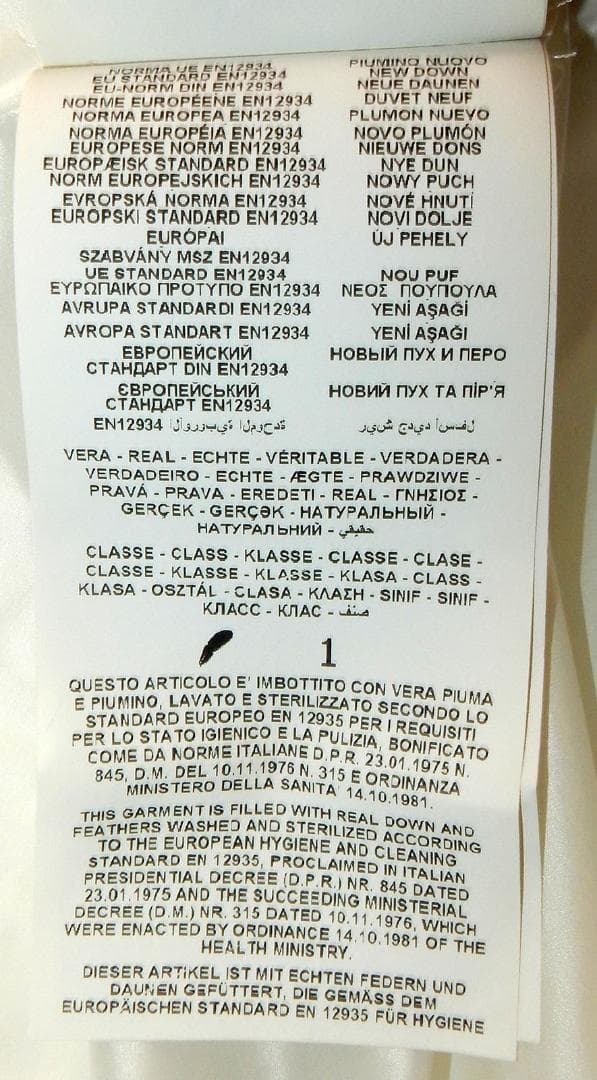 NORMA UE EN12934 PIUMINO NUOVO
EU STANDARD EN12934 NEW DOWN
EU-NORM DIN EN12934 NEUE DAUNEN
NORME EUROPÉENE EN12934 DUVET NEUF
NORMA EUROPEA EN12934 PLUMON NUEVO
NORMA EUROPÉIA EN12934 NOVO PLUMÓN
EUROPESE NORM EN12934 NIEUWE DONS
EUROPÆISK STANDARD EN12934 NYE DUN
NORM EUROPEJSKICH EN12934 NOWY PUCH
EVROPSKÁ NORMA EN12934 NOVÉ HNUTÍ
EUROPSKI STANDARD EN12934 NOVI DOLJE
EURÓPAI ÚJ PEHELY
SZABVÁNY MSZ EN12934
UE STANDARD EN12934 NOU PUF
ΕΥΡΩΠΑΙΚΟ ΠΡΟΤΥΠΟ EN12934 ΝΕΟΣ ΠΟΥΠΟΥΛΑ
AVRUPA STANDARDI EN12934 YENİ AŞAĞİ
AVROPA STANDART EN12934 YENİ AŞAĞI
ЕВРОПЕЙСКИЙ НОВЫЙ ПУХ И ПЕРО
СТАНДАРТ DIN EN12934
ЄВРОПЕЙСЬКИЙ НОВИЙ ПУХ ТА ПІР'Я
СТАНДАРТ EN12934
EN12934 الأوروبية الموحدة ريش جديد أسفل
VERA - REAL - ECHTE - VÉRITABLE - VERDADERA -
VERDADEIRO - ECHTE - ÆGTE - PRAWDZIWE -
PRAVÁ - PRAVA - EREDETI - REAL - ΓΝΗΣΙΟΣ -
GERÇEK - GERÇƏK - НАТУРАЛЬНЫЙ -
НАТУРАЛЬНИЙ - حقيقي
CLASSE - CLASS - KLASSE - CLASSE - CLASE -
CLASSE - KLASSE - KLASSE - KLASA - CLASS -
KLASA - OSZTÁL - CLASA - ΚΛΑΣΗ - SINIF - SINIF -
КЛАСС - КЛАС - صنف
1
QUESTO ARTICOLO E' IMBOTTITO CON VERA PIUMA
E PIUMINO, LAVATO E STERILIZZATO SECONDO LO
STANDARD EUROPEO EN 12935 PER I REQUISITI
PER LO STATO IGIENICO E LA PULIZIA, BONIFICATO
COME DA NORME ITALIANE D.P.R. 23.01.1975 N.
845, D.M. DEL 10.11.1976 N. 315 E ORDINANZA
MINISTERO DELLA SANITA' 14.10.1981.
THIS GARMENT IS FILLED WITH REAL DOWN AND
FEATHERS WASHED AND STERILIZED ACCORDING
TO THE EUROPEAN HYGIENE AND CLEANING
STANDARD EN 12935, PROCLAIMED IN ITALIAN
PRESIDENTIAL DECREE (D.P.R.) NR. 845 DATED
23.01.1975 AND THE SUCCEEDING MINISTERIAL
DECREE (D.M.) NR. 315 DATED 10.11.1976, WHICH
WERE ENACTED BY ORDINANCE 14.10.1981 OF THE
HEALTH MINISTRY.
DIESER ARTIKEL IST MIT ECHTEN FEDERN UND
DAUNEN GEFÜTTERT, DIE GEMÄSS DEM
EUROPÄISCHEN STANDARD EN 12935 FÜR HYGIENE